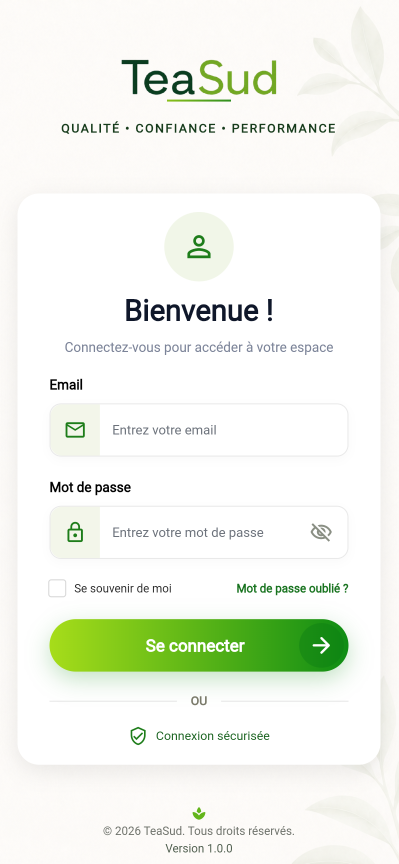 TeaSud
QUALITÉ • CONFIANCE • PERFORMANCE
Bienvenue !
Connectez-vous pour accéder à votre espace
Email
Entrez votre email
Mot de passe
Entrez votre mot de passe
Se souvenir de moi
Mot de passe oublié ?
Se connecter
OU
Connexion sécurisée
© 2026 TeaSud. Tous droits réservés.
Version 1.0.0